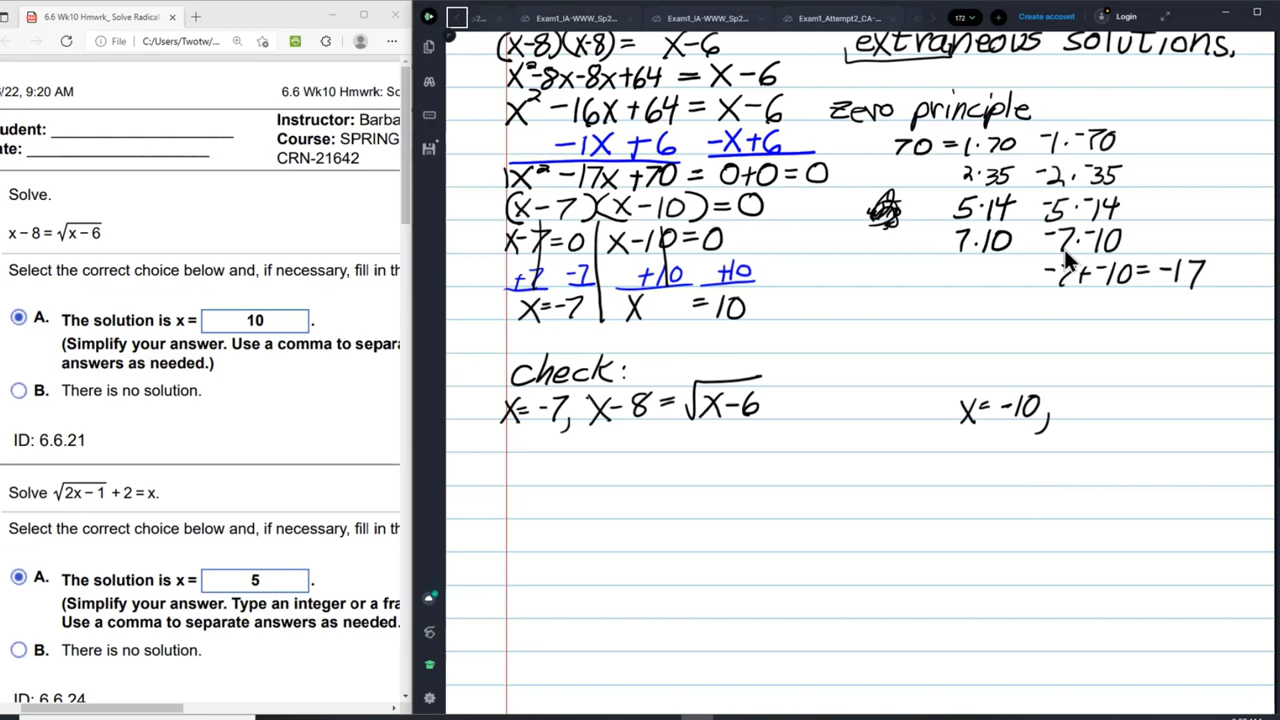 6.6 Wk10 Hmwrk_ Solve Radical
File
C:/Users/Twotw/...
/22, 9:20 AM
6.6 Wk10 Hmwrk: Sc
tudent:
Instructor: Barba
ate:
Course: SPRING
CRN-21642
Solve.
x − 8 = √x − 6
Select the correct choice below and, if necessary, fill in th
A. The solution is x = 10 .
(Simplify your answer. Use a comma to separa
answers as needed.)
B. There is no solution.
ID: 6.6.21
Solve √2x − 1 + 2 = x.
Select the correct choice below and, if necessary, fill in th
A. The solution is x = 5 .
(Simplify your answer. Type an integer or a fra
Use a comma to separate answers as needed.
B. There is no solution.
ID: 6.6.24
Exam1_IA-WWW_Sp2...
Exam1_IA-WWW_Sp2...
Exam1_Attempt2_CA-...
172
Create account
Login
(x-8)(x-8) = x-6
extraneous solutions.
x²-8x-8x+64 = x-6
x² -16x+64 = x-6
-1x + 6 -x+6
1x² -17x+70 = 0+0=0
(x-7)(x-10)=0
x-7=0 | x-10=0
+7 -7 +10 +10
x=-7 x = 10
zero principle
70 = 1·70 -1·-70
2·35 -2·-35
5·14 -5·-14
7·10 -7·-10
-7+-10=-17
check:
x=-7, x-8=√x-6
x=-10,